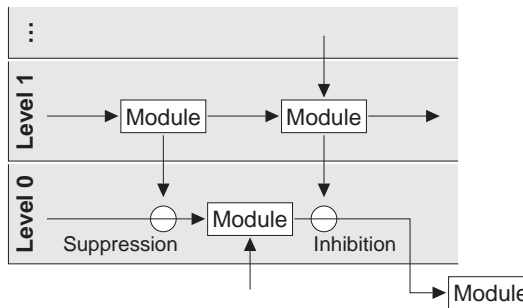 ...
Level 1
Module
Module
Level 0
Module
Suppression
Inhibition
Module